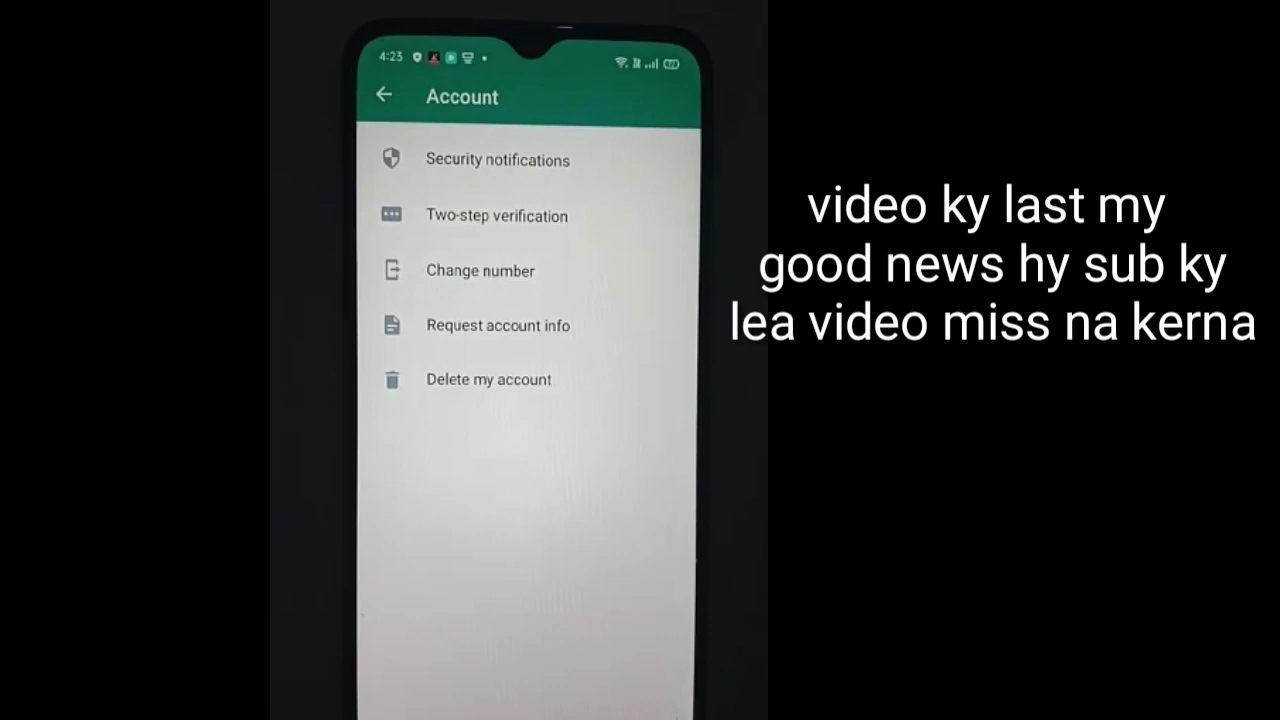 4:23
Account
Security notifications
Two-step verification
Change number
Request account info
Delete my account
video ky last my
good news hy sub ky
lea video miss na kerna